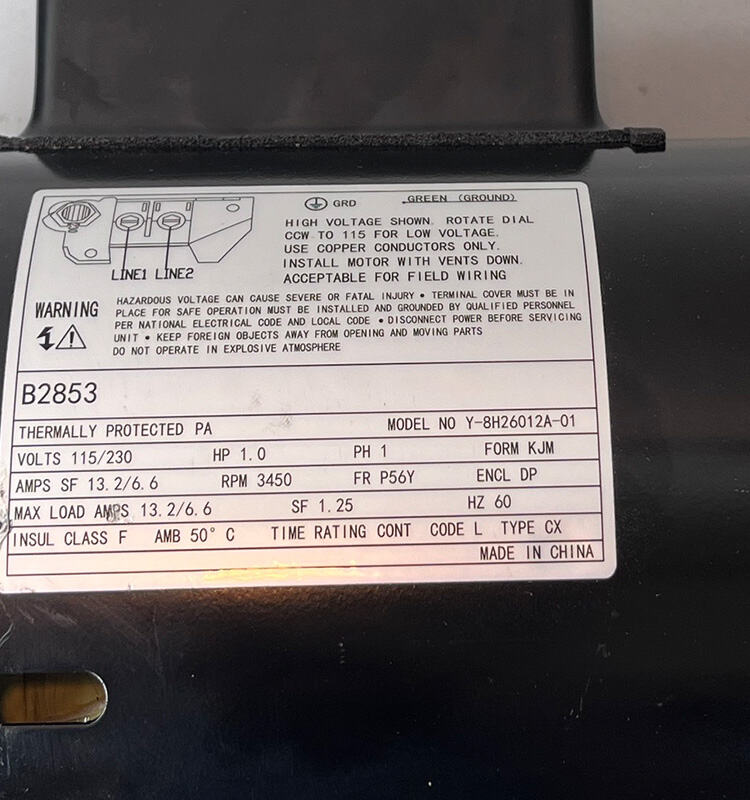 GRD GREEN (GROUND)
HIGH VOLTAGE SHOWN. ROTATE DIAL
CCW TO 115 FOR LOW VOLTAGE.
USE COPPER CONDUCTORS ONLY.
INSTALL MOTOR WITH VENTS DOWN.
ACCEPTABLE FOR FIELD WIRING
LINE1 LINE2
WARNING
HAZARDOUS VOLTAGE CAN CAUSE SEVERE OR FATAL INJURY • TERMINAL COVER MUST BE IN
PLACE FOR SAFE OPERATION MUST BE INSTALLED AND GROUNDED BY QUALIFIED PERSONNEL
PER NATIONAL ELECTRICAL CODE AND LOCAL CODE • DISCONNECT POWER BEFORE SERVICING
UNIT • KEEP FOREIGN OBJECTS AWAY FROM OPENING AND MOVING PARTS
DO NOT OPERATE IN EXPLOSIVE ATMOSPHERE
B2853
THERMALLY PROTECTED PA MODEL NO Y-8H26012A-01
VOLTS 115/230 HP 1.0 PH 1 FORM KJM
AMPS SF 13.2/6.6 RPM 3450 FR P56Y ENCL DP
MAX LOAD AMPS 13.2/6.6 SF 1.25 HZ 60
INSUL CLASS F AMB 50° C TIME RATING CONT CODE L TYPE CX
MADE IN CHINA